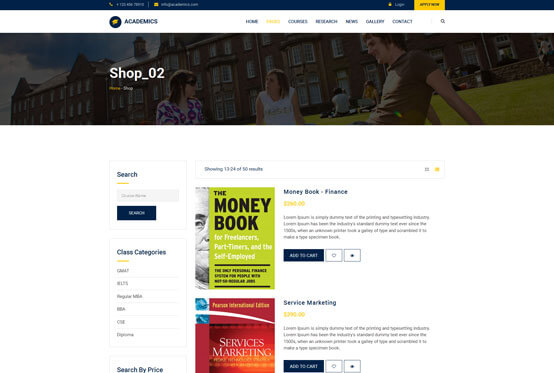 + 123 456 78910
info@academics.com
Login
APPLY NOW
ACADEMICS
HOME
PAGES
COURSES
RESEARCH
NEWS
GALLERY
CONTACT
Shop_02
Home - Shop
Search
Course Name
SEARCH
Class Categories
GMAT
IELTS
Regular MBA
BBA
CSE
Diploma
Search By Price
Showing 13-24 of 50 results
THE
MONEY
BOOK
for Freelancers,
Part-Timers, and the
Self-Employed
THE ONLY PERSONAL FINANCE
SYSTEM FOR PEOPLE WITH
NOT-SO-REGULAR JOBS
Money Book - Finance
Lorem Ipsum is simply dummy text of the printing and typesetting industry.
Lorem Ipsum has been the industry's standard dummy text ever since the
1500s, when an unknown printer took a galley of type and scrambled it to
make a type specimen book.
ADD TO CART
Pearson International Edition
SERVICES
MARKETING
Service Marketing
$290.00
Lorem Ipsum is simply dummy text of the printing and typesetting industry.
Lorem Ipsum has been the industry's standard dummy text ever since the
1500s, when an unknown printer took a galley of type and scrambled it to
make a type specimen book.
ADD TO CART